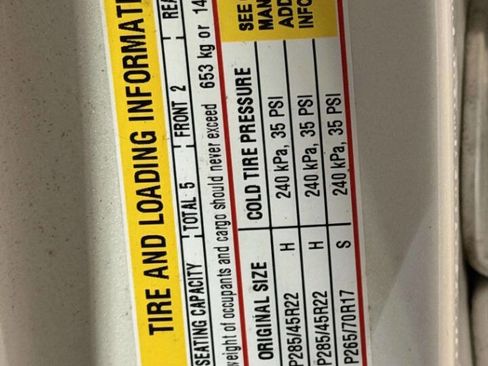 TIRE AND LOADING INFORMATI
SEATING CAPACITY TOTAL 5 FRONT 2 REA
weight of occupants and cargo should never exceed 653 kg or 14
ORIGINAL SIZE COLD TIRE PRESSURE
P285/45R22 H 240 kPa, 35 PSI
P285/45R22 H 240 kPa, 35 PSI
P265/70R17 S 240 kPa, 35 PSI
SEE
MAN
ADD
INFO